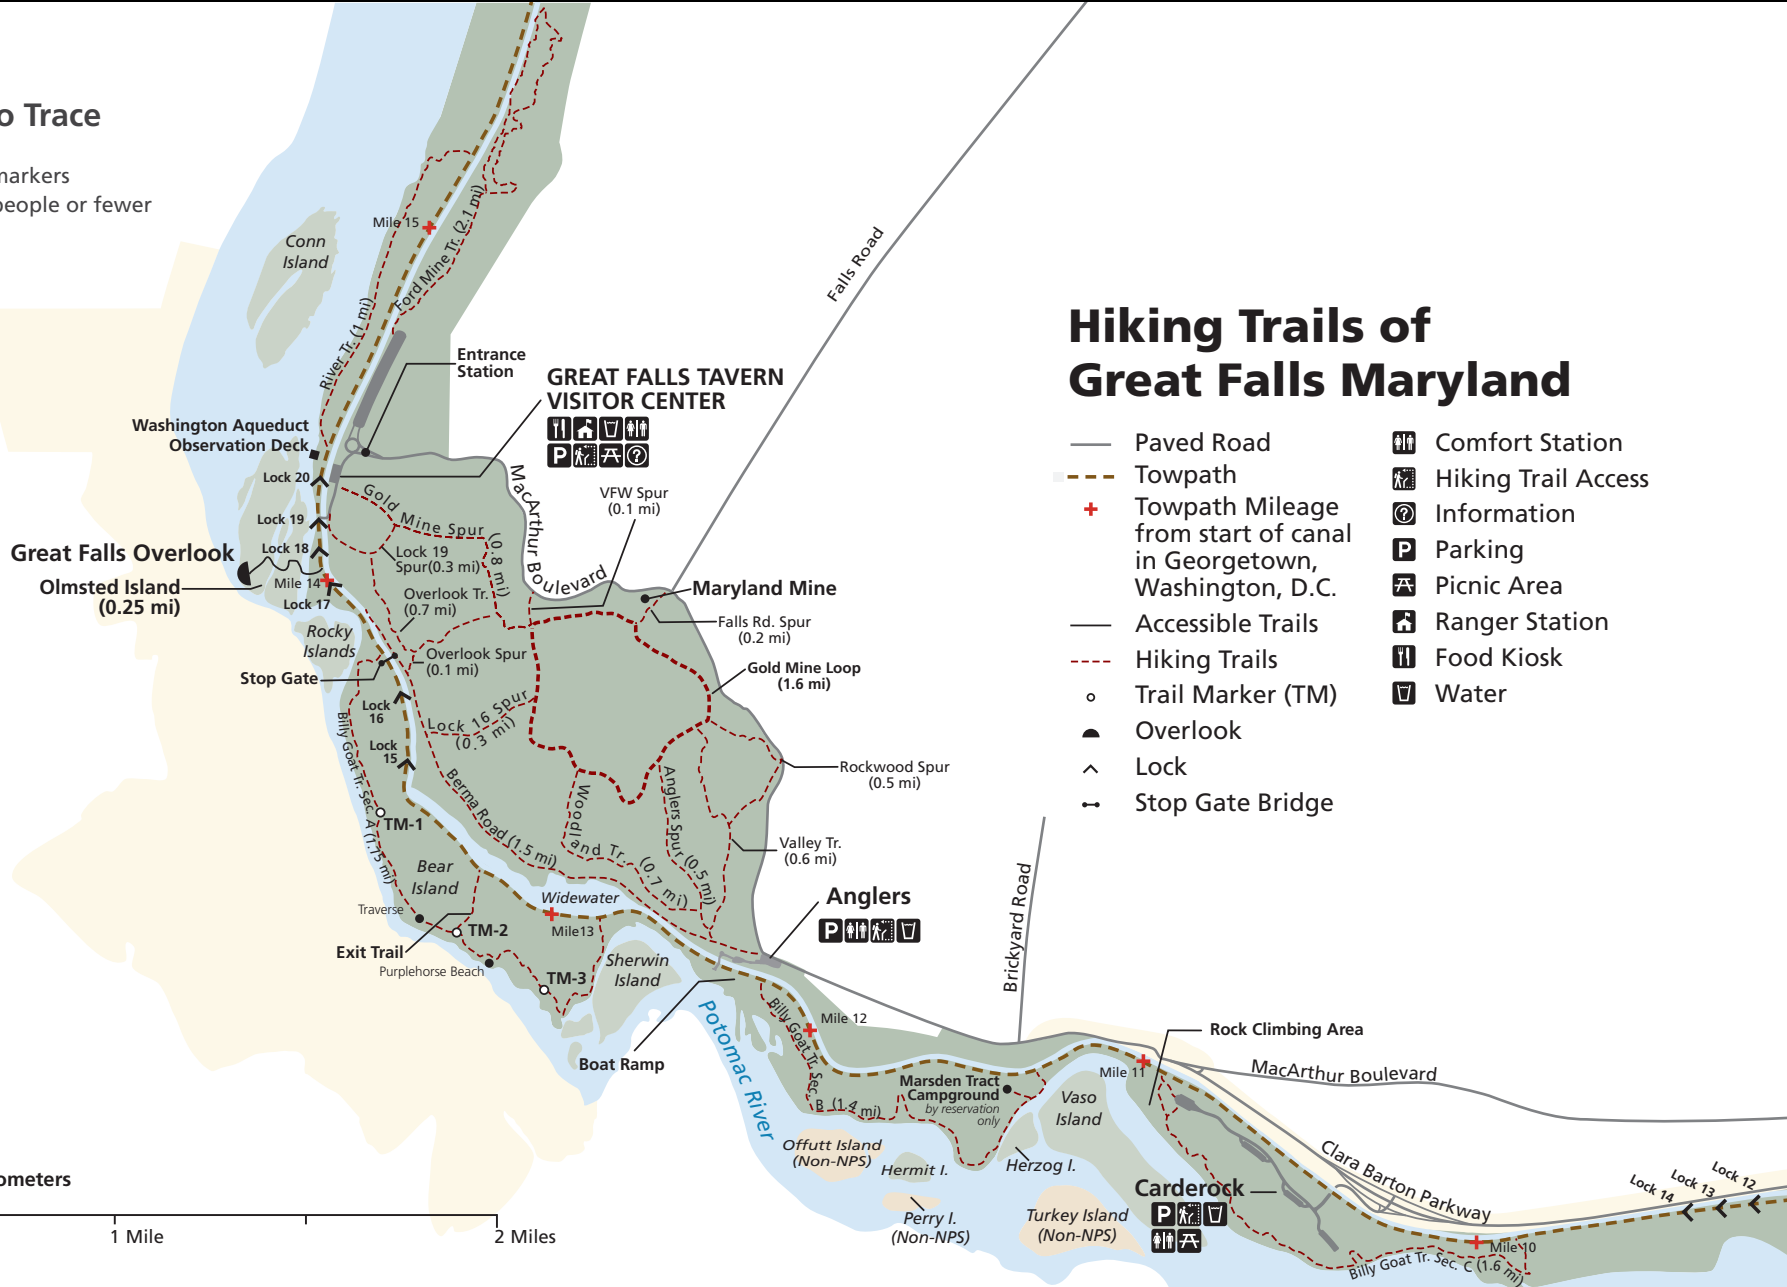 o Trace
markers
people or fewer
Conn
Island
Mile 15
Ford Mine Tr. (2.1 mi)
River Tr. (1 mi)
Falls Road
Entrance
Station
GREAT FALLS TAVERN
VISITOR CENTER
P
?
Washington Aqueduct
Observation Deck
Lock 20
Lock 19
Lock 18
Great Falls Overlook
Olmsted Island
(0.25 mi)
Mile 14
Lock 17
Rocky
Islands
Stop Gate
Gold Mine Spur
(0.8 mi)
MacArthur Boulevard
VFW Spur
(0.1 mi)
Lock 19
Spur(0.3 mi)
Overlook Tr.
(0.7 mi)
Overlook Spur
(0.1 mi)
Maryland Mine
Falls Rd. Spur
(0.2 mi)
Gold Mine Loop
(1.6 mi)
Lock
16
Lock 16 Spur
(0.3 mi)
Lock
15
Billy Goat Tr. Sec. A (1.75 mi)
Berma Road (1.5 mi)
Woodland Tr. (0.7 mi)
Anglers Spur (0.5 mi)
Rockwood Spur
(0.5 mi)
Valley Tr.
(0.6 mi)
TM-1
Bear
Island
Traverse
TM-2
Exit Trail
Purplehorse Beach
TM-3
Widewater
Mile13
Sherwin
Island
Anglers
P
Boat Ramp
Potomac River
Billy Goat Tr. Sec. B (1.4 mi)
Mile 12
Brickyard Road
Marsden Tract
Campground
by reservation
only
Mile 11
Vaso
Island
Rock Climbing Area
MacArthur Boulevard
Offutt Island
(Non-NPS)
Hermit I.
Herzog I.
Perry I.
(Non-NPS)
Turkey Island
(Non-NPS)
Carderock
P
Clara Barton Parkway
Lock 14
Lock 13
Lock 12
Mile 10
Billy Goat Tr. Sec. C (1.6 mi)
ometers
1 Mile
2 Miles
Hiking Trails of
Great Falls Maryland
Paved Road
Towpath
Towpath Mileage
from start of canal
in Georgetown,
Washington, D.C.
Accessible Trails
Hiking Trails
Trail Marker (TM)
Overlook
Lock
Stop Gate Bridge
Comfort Station
Hiking Trail Access
? Information
P Parking
Picnic Area
Ranger Station
Food Kiosk
Water